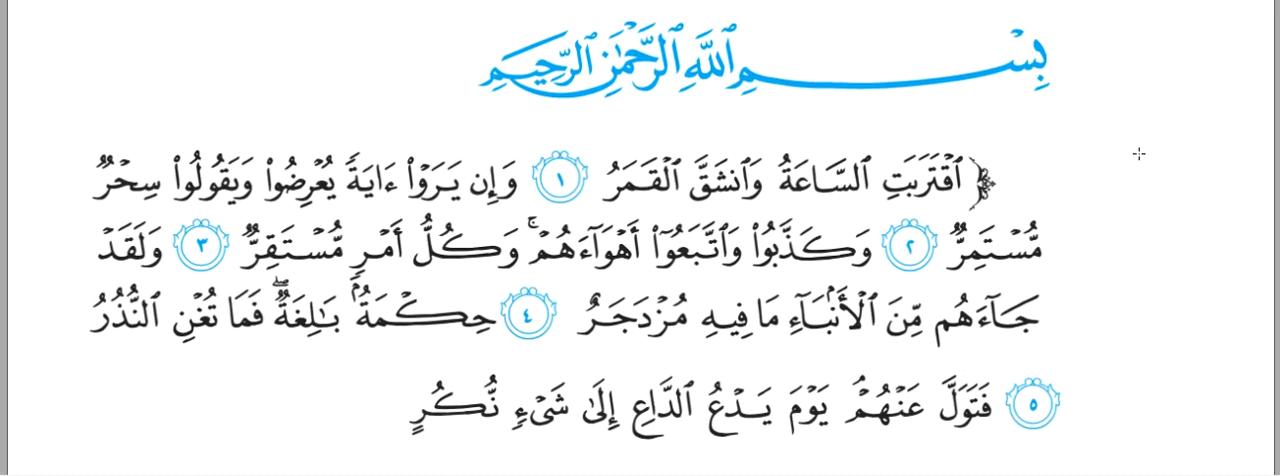 بِسْمِ ٱللَّهِ ٱلرَّحْمَٰنِ ٱلرَّحِيمِ
﴿ ٱقْتَرَبَتِ ٱلسَّاعَةُ وَٱنشَقَّ ٱلْقَمَرُ ١ وَإِن يَرَوْا۟ ءَايَةً يُعْرِضُوا۟ وَيَقُولُوا۟ سِحْرٌ
مُّسْتَمِرٌّ ٢ وَكَذَّبُوا۟ وَٱتَّبَعُوٓا۟ أَهْوَآءَهُمْ ۚ وَكُلُّ أَمْرٍ مُّسْتَقِرٌّ ٣ وَلَقَدْ
جَآءَهُم مِّنَ ٱلْأَنۢبَآءِ مَا فِيهِ مُزْدَجَرٌ ٤ حِكْمَةٌۢ بَٰلِغَةٌ ۖ فَمَا تُغْنِ ٱلنُّذُرُ
٥ فَتَوَلَّ عَنْهُمْ يَوْمَ يَدْعُ ٱلدَّاعِ إِلَىٰ شَىْءٍ نُّكُرٍ